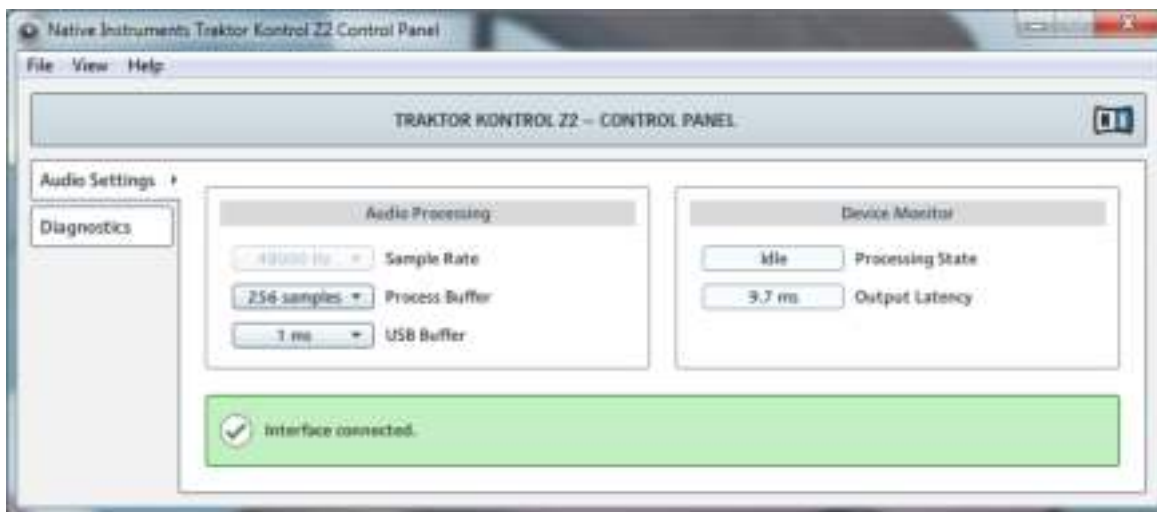 Native Instruments Traktor Kontrol Z2 Control Panel
File View Help
TRAKTOR KONTROL Z2 – CONTROL PANEL
Audio Settings
Diagnostics
Audio Processing
48000 Hz Sample Rate
256 samples Process Buffer
1 ms USB Buffer
Device Monitor
Idle Processing State
9.7 ms Output Latency
Interface connected.